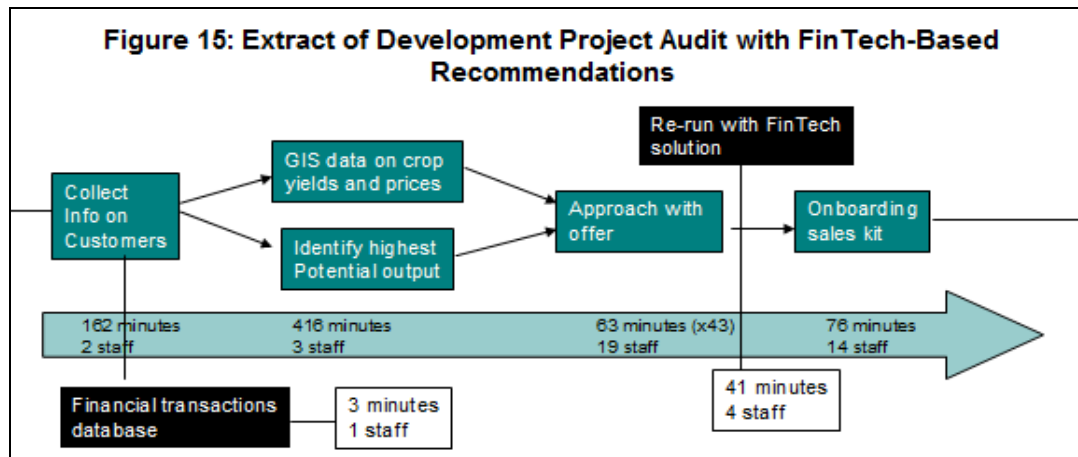 Figure 15: Extract of Development Project Audit with FinTech-Based
Recommendations
Re-run with FinTech
solution
GIS data on crop
yields and prices
Collect
Info on
Customers
Approach with
offer
Onboarding
sales kit
Identify highest
Potential output
162 minutes
2 staff
416 minutes
3 staff
63 minutes (x43)
19 staff
76 minutes
14 staff
Financial transactions
database
3 minutes
1 staff
41 minutes
4 staff